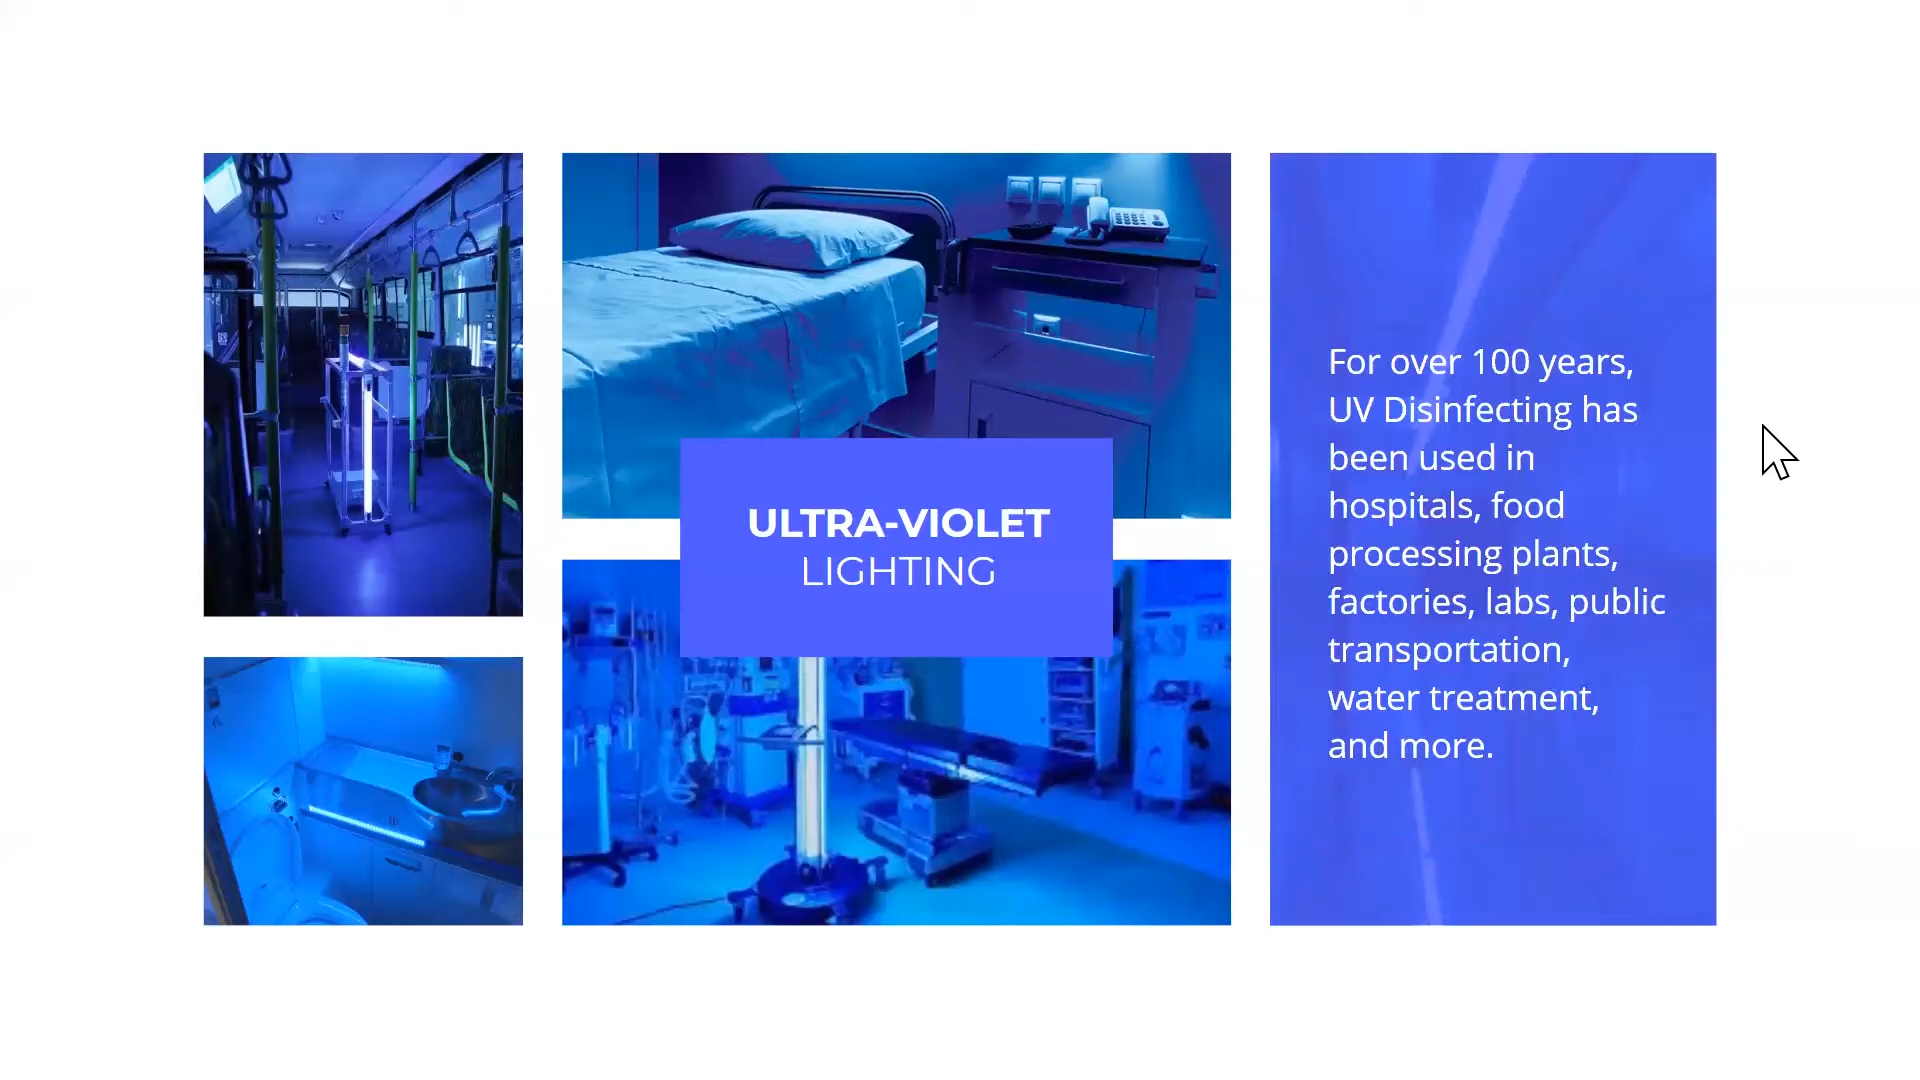 ULTRA-VIOLET
LIGHTING
For over 100 years,
UV Disinfecting has
been used in
hospitals, food
processing plants,
factories, labs, public
transportation,
water treatment,
and more.